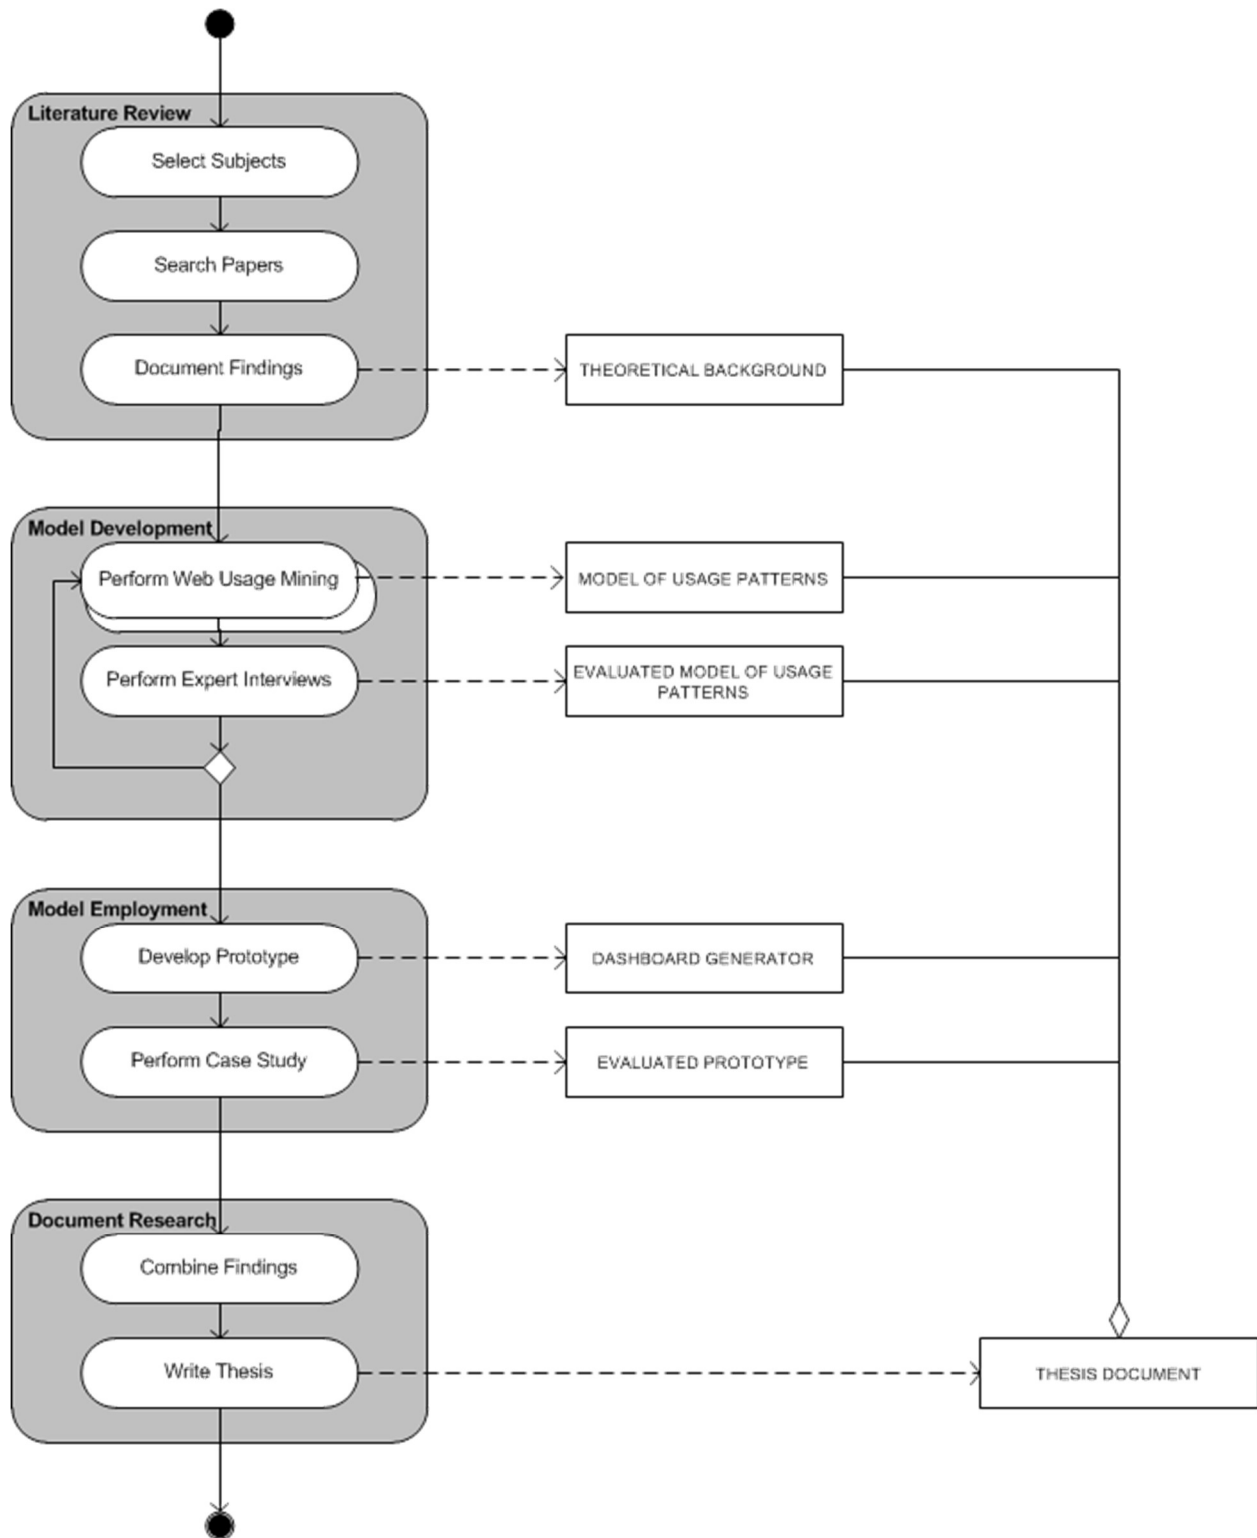 Literature Review
Select Subjects
Search Papers
Document Findings
THEORETICAL BACKGROUND
Model Development
Perform Web Usage Mining
MODEL OF USAGE PATTERNS
Perform Expert Interviews
EVALUATED MODEL OF USAGE
PATTERNS
Model Employment
Develop Prototype
DASHBOARD GENERATOR
Perform Case Study
EVALUATED PROTOTYPE
Document Research
Combine Findings
Write Thesis
THESIS DOCUMENT